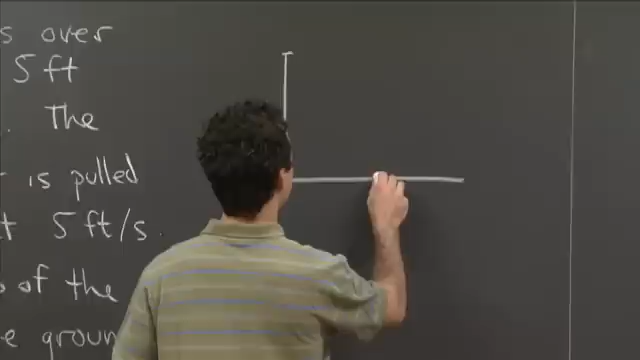 s over
5 ft
. The
is pulled
5 ft/s.
of the
groun